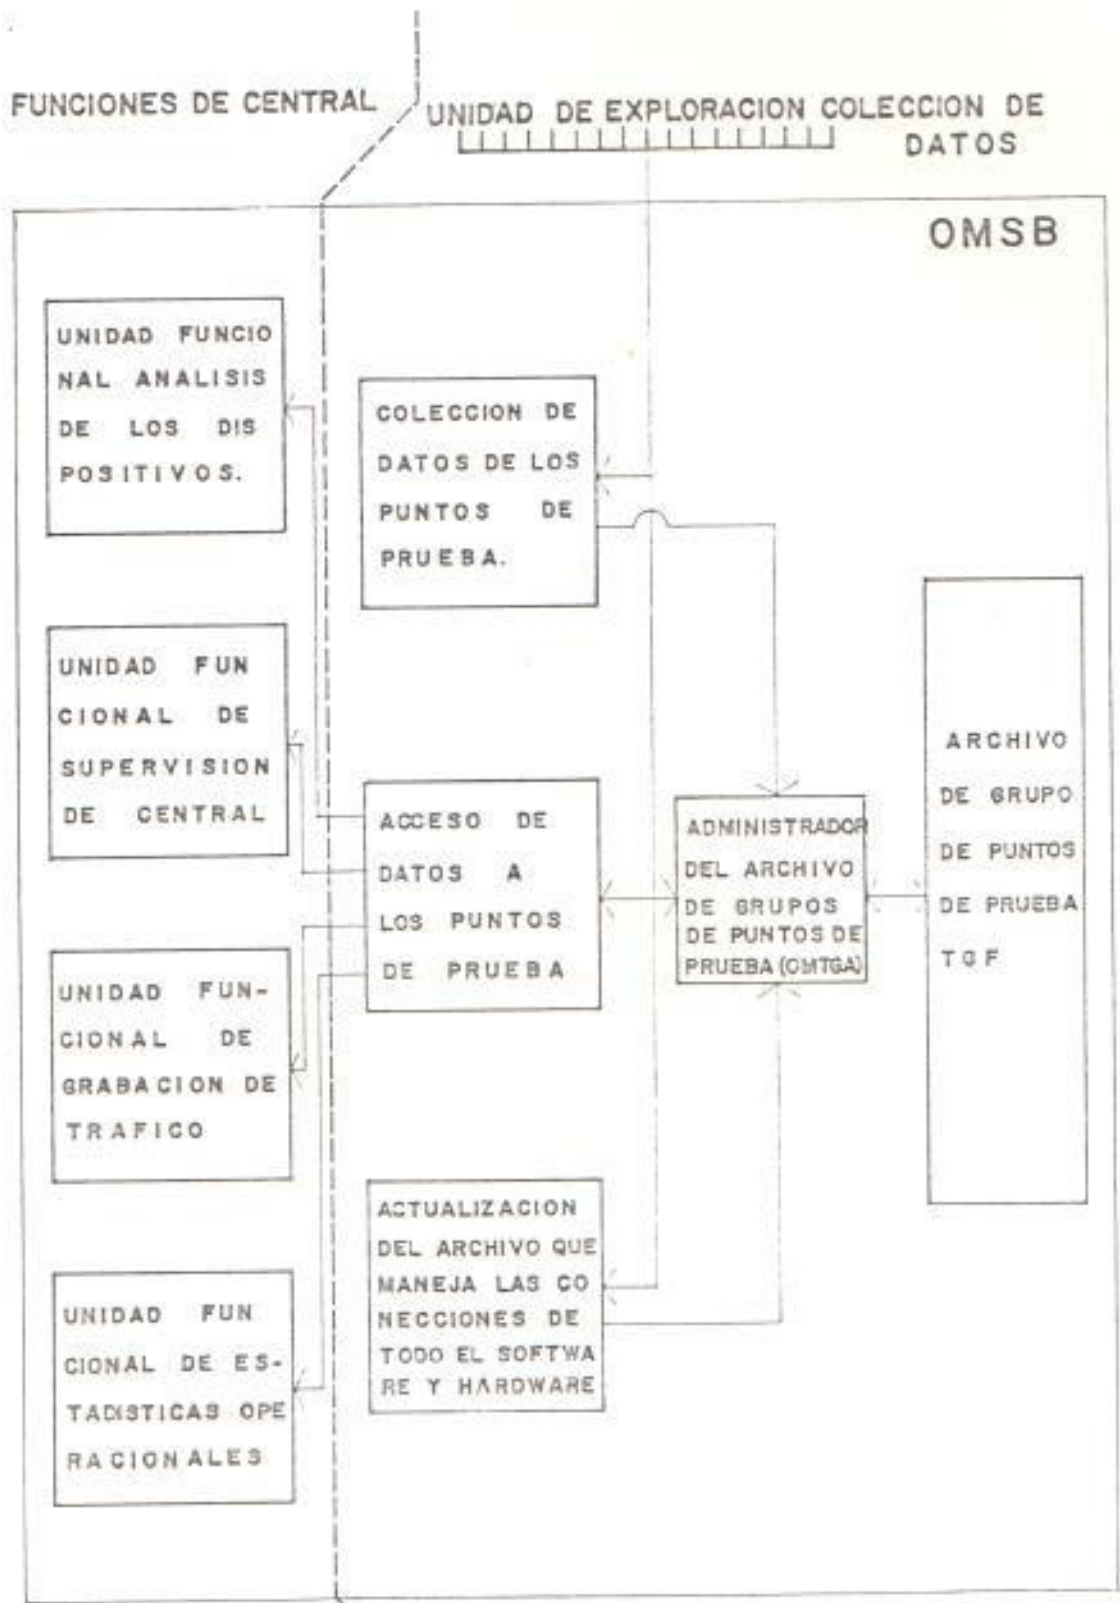 FUNCIONES DE CENTRAL
UNIDAD DE EXPLORACION COLECCION DE
DATOS
OMSB
UNIDAD FUNCIO
NAL ANALISIS
DE LOS DIS
POSITIVOS.
COLECCION DE
DATOS DE LOS
PUNTOS DE
PRUEBA.
UNIDAD FUN
CIONAL DE
SUPERVISION
DE CENTRAL
ACCESO DE
DATOS A
LOS PUNTOS
DE PRUEBA
ADMINISTRADOR
DEL ARCHIVO
DE GRUPOS
DE PUNTOS DE
PRUEBA (OMTGA)
ARCHIVO
DE GRUPO
DE PUNTOS
DE PRUEBA
TGF
UNIDAD FUN-
CIONAL DE
GRABACION DE
TRAFICO
ACTUALIZACION
DEL ARCHIVO QUE
MANEJA LAS CO
NECCIONES DE
TODO EL SOFTWA
RE Y HARDWARE
UNIDAD FUN
CIONAL DE ES-
TADISTICAS OPE
RACIONALES